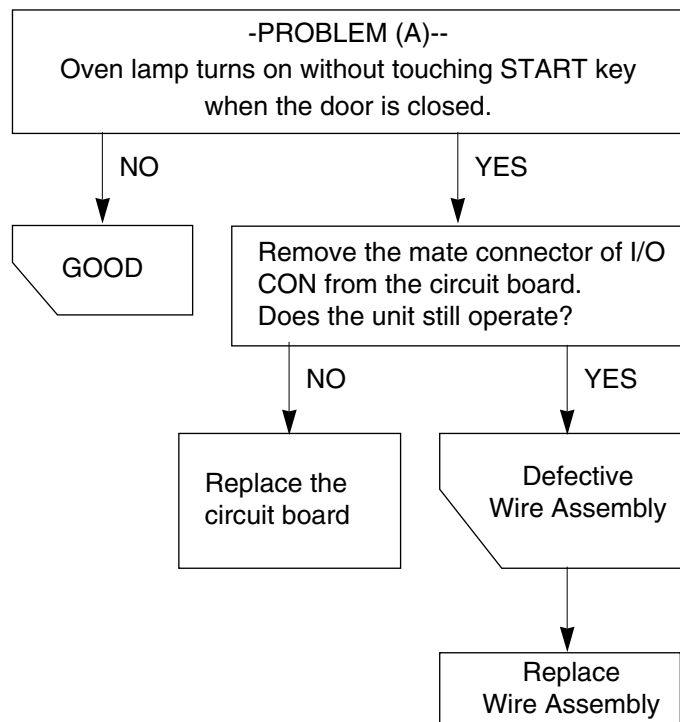 -PROBLEM (A)--
Oven lamp turns on without touching START key
when the door is closed.
NO
YES
GOOD
Remove the mate connector of I/O
CON from the circuit board.
Does the unit still operate?
NO
YES
Replace the
circuit board
Defective
Wire Assembly
Replace
Wire Assembly